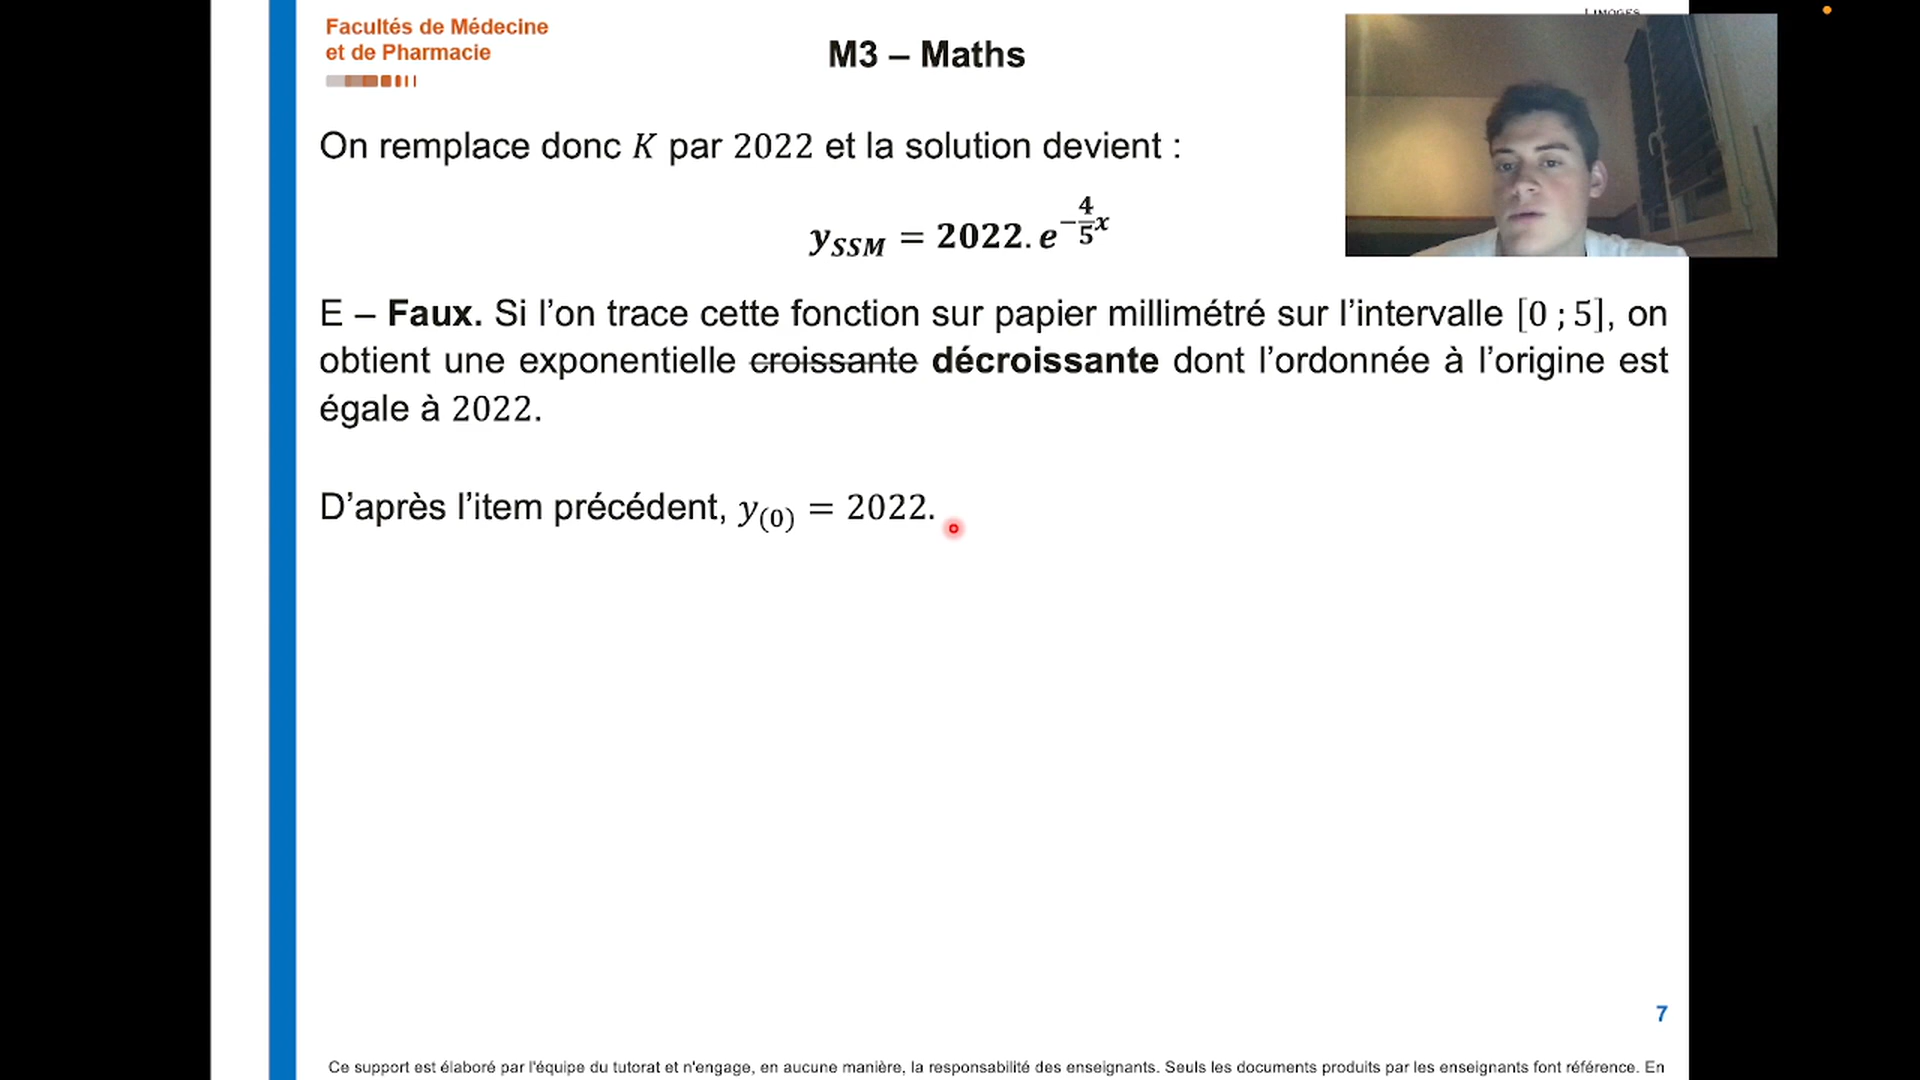 LIMOGES
Facultés de Médecine
et de Pharmacie
M3 – Maths
On remplace donc K par 2022 et la solution devient :
y_SSM = 2022. e^{-\frac{4}{5}x}
E – Faux. Si l’on trace cette fonction sur papier millimétré sur l’intervalle [0 ; 5], on
obtient une exponentielle croissante décroissante dont l’ordonnée à l’origine est
égale à 2022.
D’après l’item précédent, y_(0) = 2022.
7
Ce support est élaboré par l'équipe du tutorat et n'engage, en aucune manière, la responsabilité des enseignants. Seuls les documents produits par les enseignants font référence. En